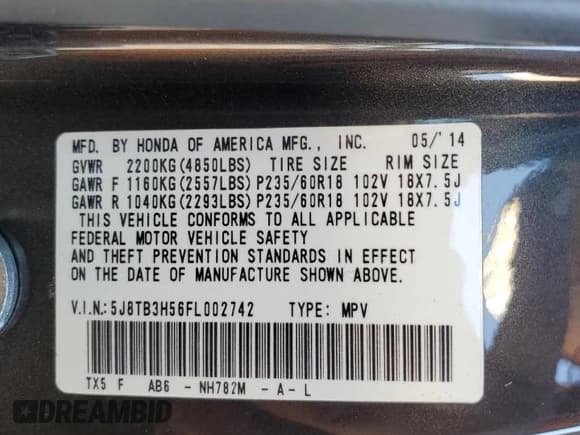 MFD. BY HONDA OF AMERICA MFG., INC. 05/'14
GVWR 2200KG(4850LBS) TIRE SIZE RIM SIZE
GAWR F 1160KG(2557LBS) P235/60R18 102V 18X7.5J
GAWR R 1040KG(2293LBS) P235/60R18 102V 18X7.5J
THIS VEHICLE CONFORMS TO ALL APPLICABLE
FEDERAL MOTOR VEHICLE SAFETY
AND THEFT PREVENTION STANDARDS IN EFFECT
ON THE DATE OF MANUFACTURE SHOWN ABOVE.
V.I.N.:5J8TB3H56FL002742 TYPE: MPV
TX5 F AB6 - NH782M - A - L
DREAMBID